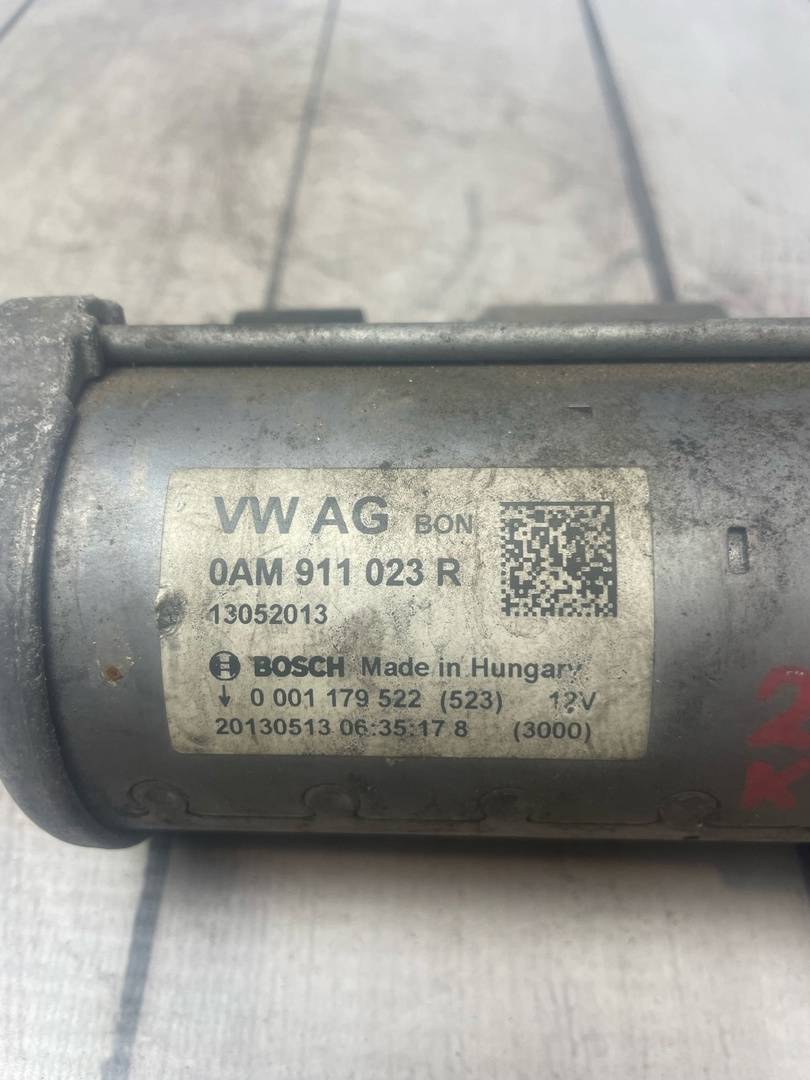 VW AG BON
0AM 911 023 R
13052013
BOSCH Made in Hungary
↓ 0 001 179 522 (523) 12V
20130513 06:35:17 8 (3000)
2